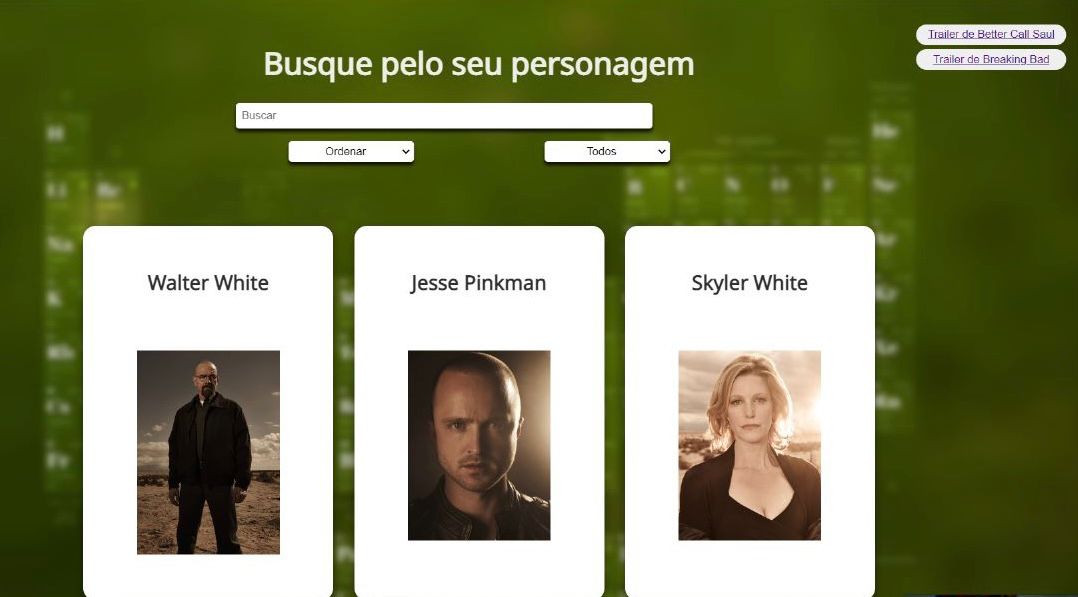 Trailer de Better Call Saul
Trailer de Breaking Bad
Busque pelo seu personagem
Buscar
Ordenar
Todos
Walter White
Jesse Pinkman
Skyler White